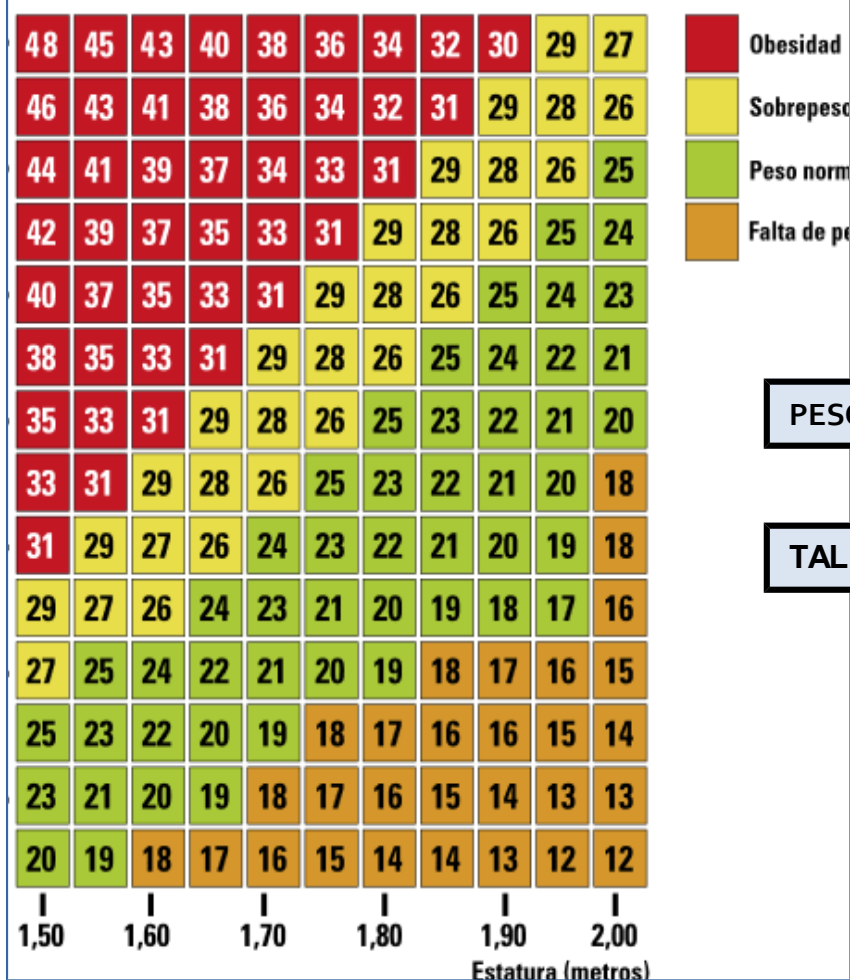 48 45 43 40 38 36 34 32 30 29 27 Obesidad
46 43 41 38 36 34 32 31 29 28 26 Sobrepeso
44 41 39 37 34 33 31 29 28 26 25 Peso norm
42 39 37 35 33 31 29 28 26 25 24 Falta de pe
40 37 35 33 31 29 28 26 25 24 23
38 35 33 31 29 28 26 25 24 22 21
35 33 31 29 28 26 25 23 22 21 20 PESO
33 31 29 28 26 25 23 22 21 20 18
31 29 27 26 24 23 22 21 20 19 18 TAL
29 27 26 24 23 21 20 19 18 17 16
27 25 24 22 21 20 19 18 17 16 15
25 23 22 20 19 18 17 16 16 15 14
23 21 20 19 18 17 16 15 14 13 13
20 19 18 17 16 15 14 14 13 12 12
1,50 1,60 1,70 1,80 1,90 2,00
Estatura (metros)